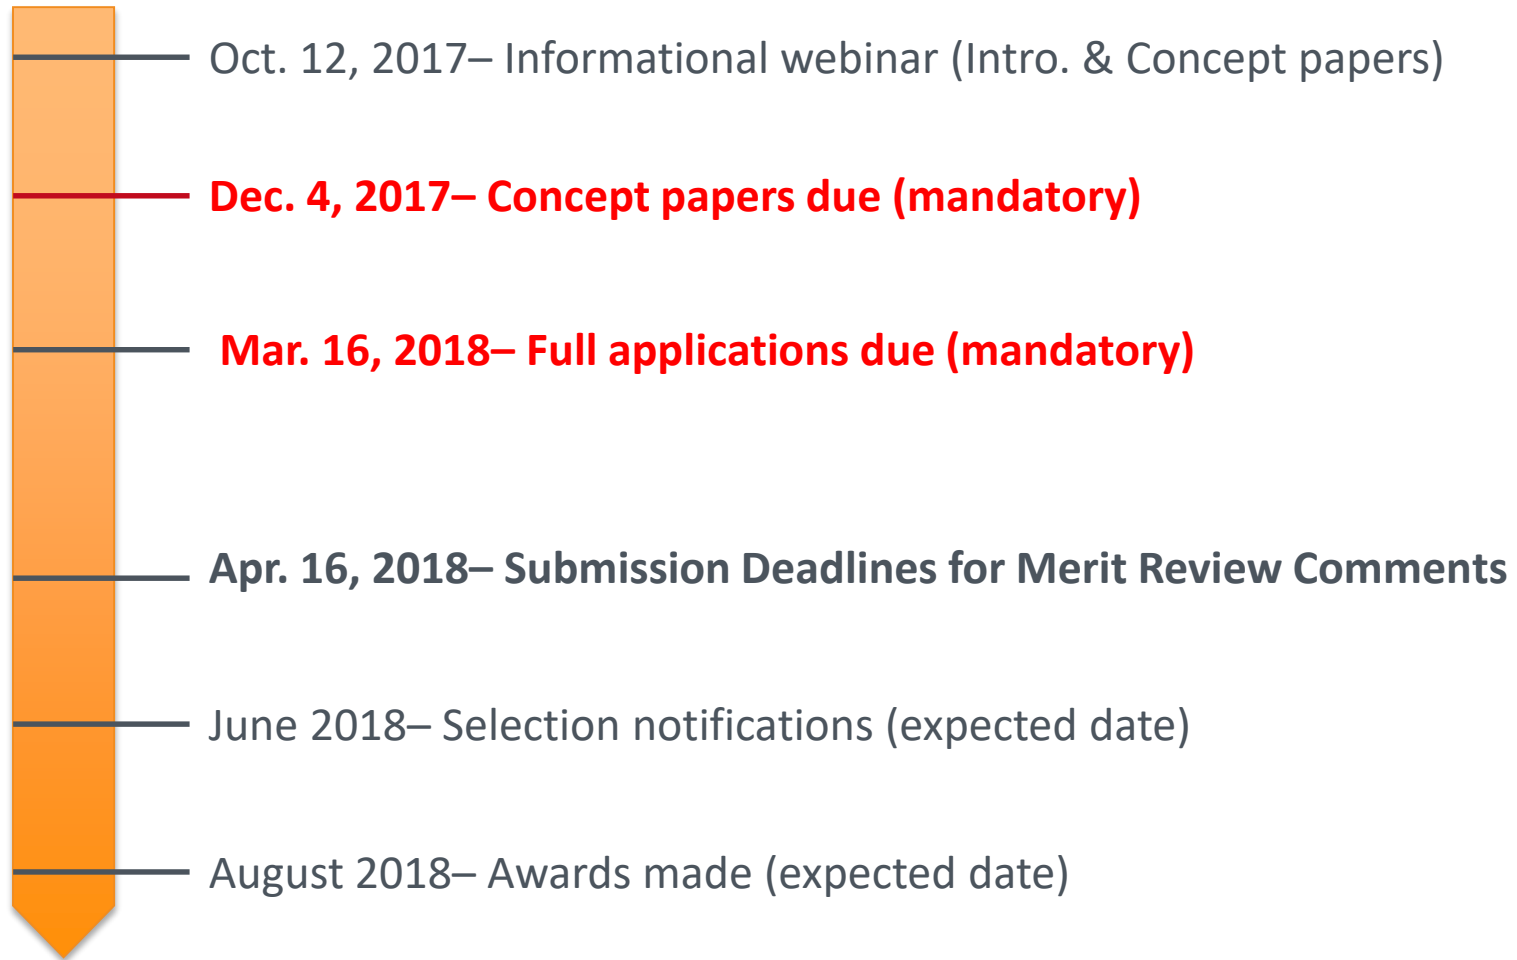 Oct. 12, 2017– Informational webinar (Intro. & Concept papers)
Dec. 4, 2017– Concept papers due (mandatory)
Mar. 16, 2018– Full applications due (mandatory)
Apr. 16, 2018– Submission Deadlines for Merit Review Comments
June 2018– Selection notifications (expected date)
August 2018– Awards made (expected date)